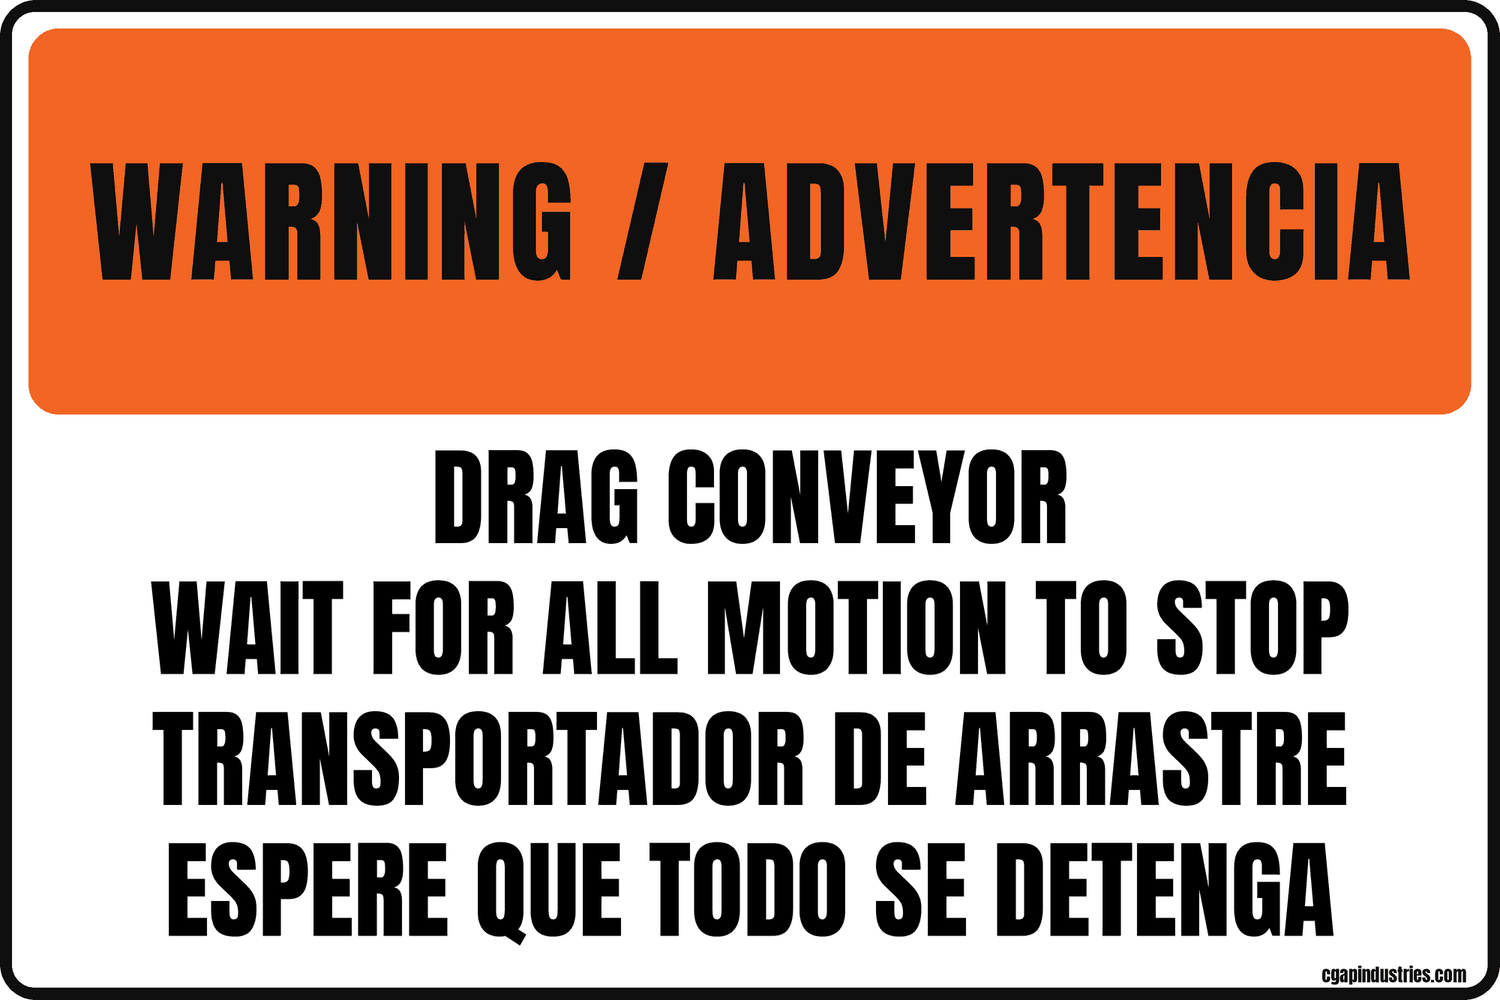 WARNING / ADVERTENCIA
DRAG CONVEYOR
WAIT FOR ALL MOTION TO STOP
TRANSPORTADOR DE ARRASTRE
ESPERE QUE TODO SE DETENGA
cgapindustries.com